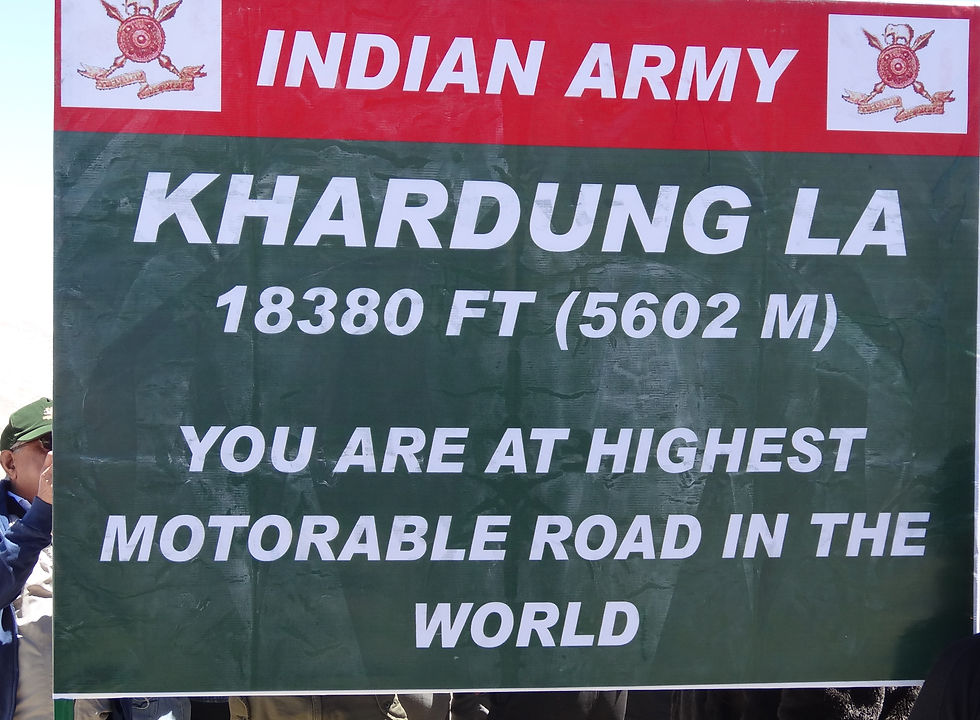 INDIAN ARMY
KHARDUNG LA
18380 FT (5602 M)
YOU ARE AT HIGHEST
MOTORABLE ROAD IN THE
WORLD